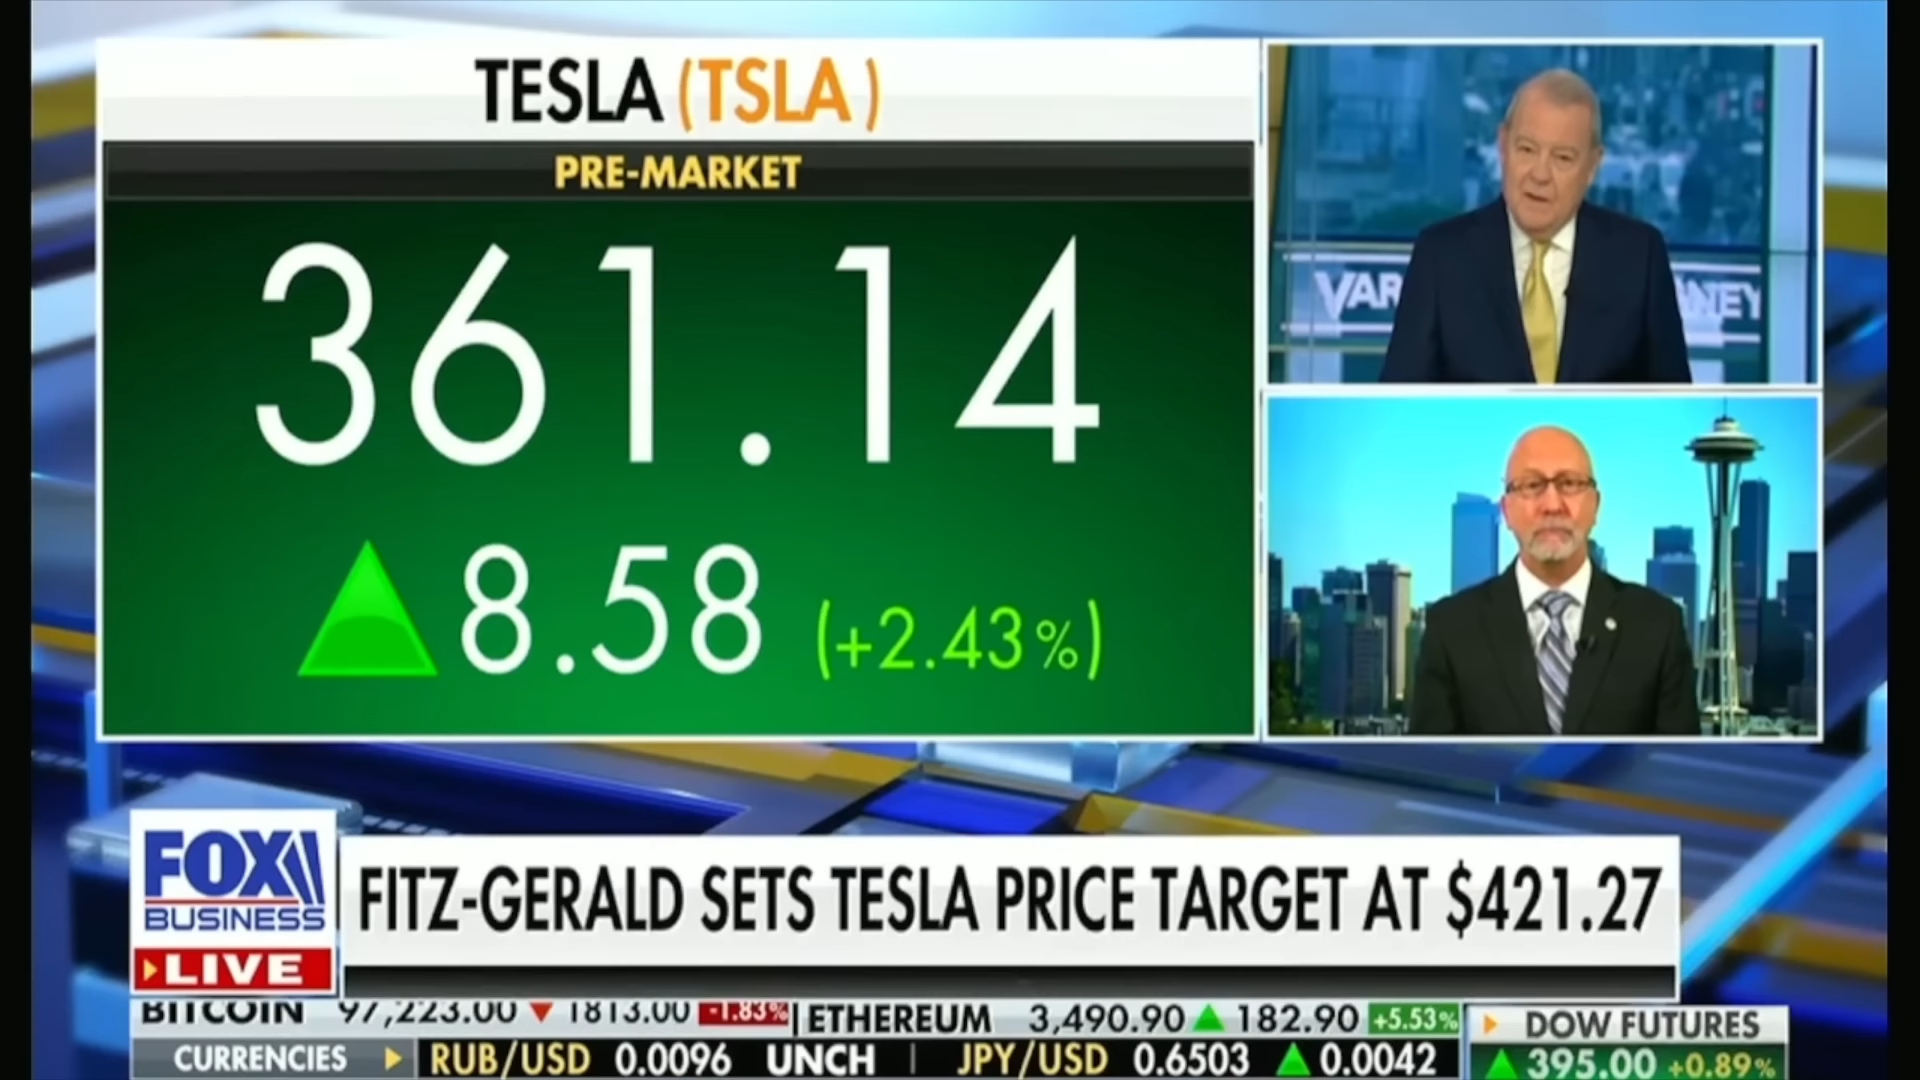 TESLA (TSLA )
PRE-MARKET
361.14
8.58 (+2.43%)
VAR
NEY
FOX
BUSINESS
LIVE
FITZ-GERALD SETS TESLA PRICE TARGET AT $421.27
BITCOIN 97,223.00 ▼ 1813.00 -1.83% | ETHEREUM 3,490.90 ▲ 182.90 +5.53%
DOW FUTURES
CURRENCIES RUB/USD 0.0096 UNCH | JPY/USD 0.6503 ▲ 0.0042
▲ 395.00 +0.89%